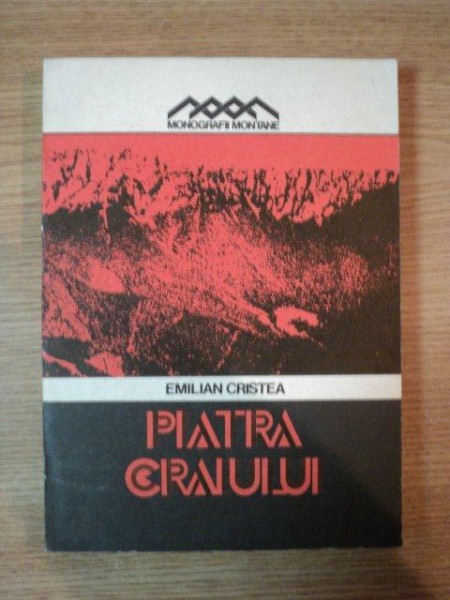 MONOGRAFII MONTANE
EMILIAN CRISTEA
PIATRA
CRAIULUI